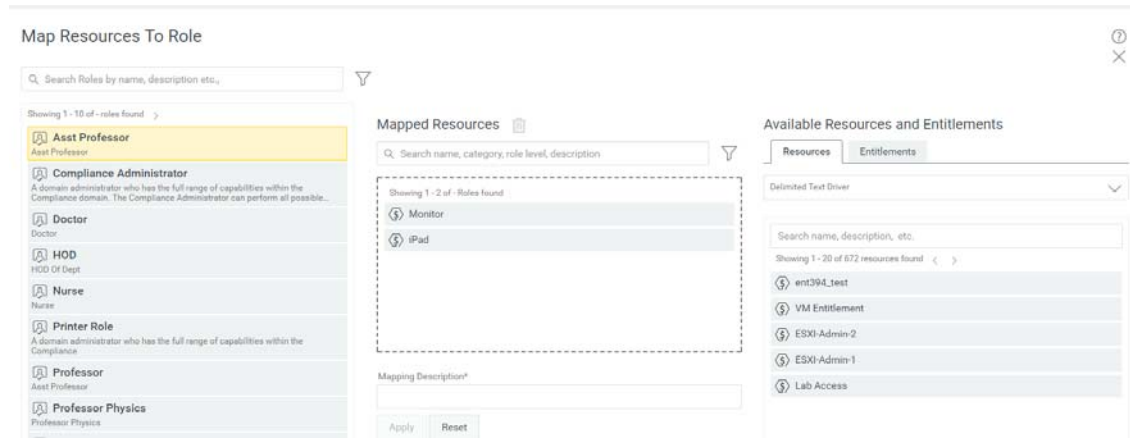 Map Resources To Role
Search Roles by name, description etc.,
Showing 1 - 10 of - roles found >
Asst Professor
Asst Professor
Compliance Administrator
A domain administrator who has the full range of capabilities within the
Compliance domain. The Compliance Administrator can perform all possible...
Doctor
Doctor
HOD
HOD Of Dept
Nurse
Nurse
Printer Role
A domain administrator who has the full range of capabilities within the
Compliance
Professor
Asst Professor
Professor Physics
Professor Physics
Mapped Resources
Search name, category, role level, description
Showing 1 - 2 of - Roles found
Monitor
iPad
Mapping Description*
Apply Reset
Available Resources and Entitlements
Resources Entitlements
Delimited Text Driver
Search name, description, etc.
Showing 1 - 20 of 672 resources found < >
ent394_test
VM Entitlement
ESXI-Admin-2
ESXI-Admin-1
Lab Access